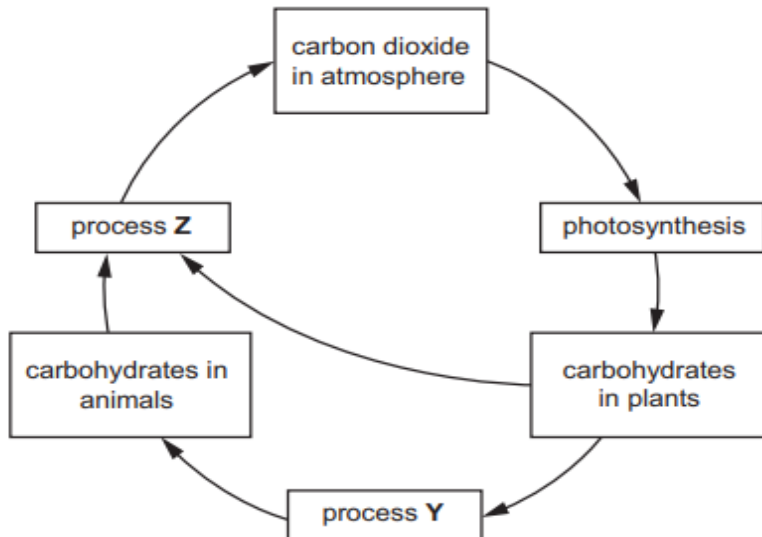 carbon dioxide
in atmosphere
process Z
photosynthesis
carbohydrates in
animals
carbohydrates
in plants
process Y